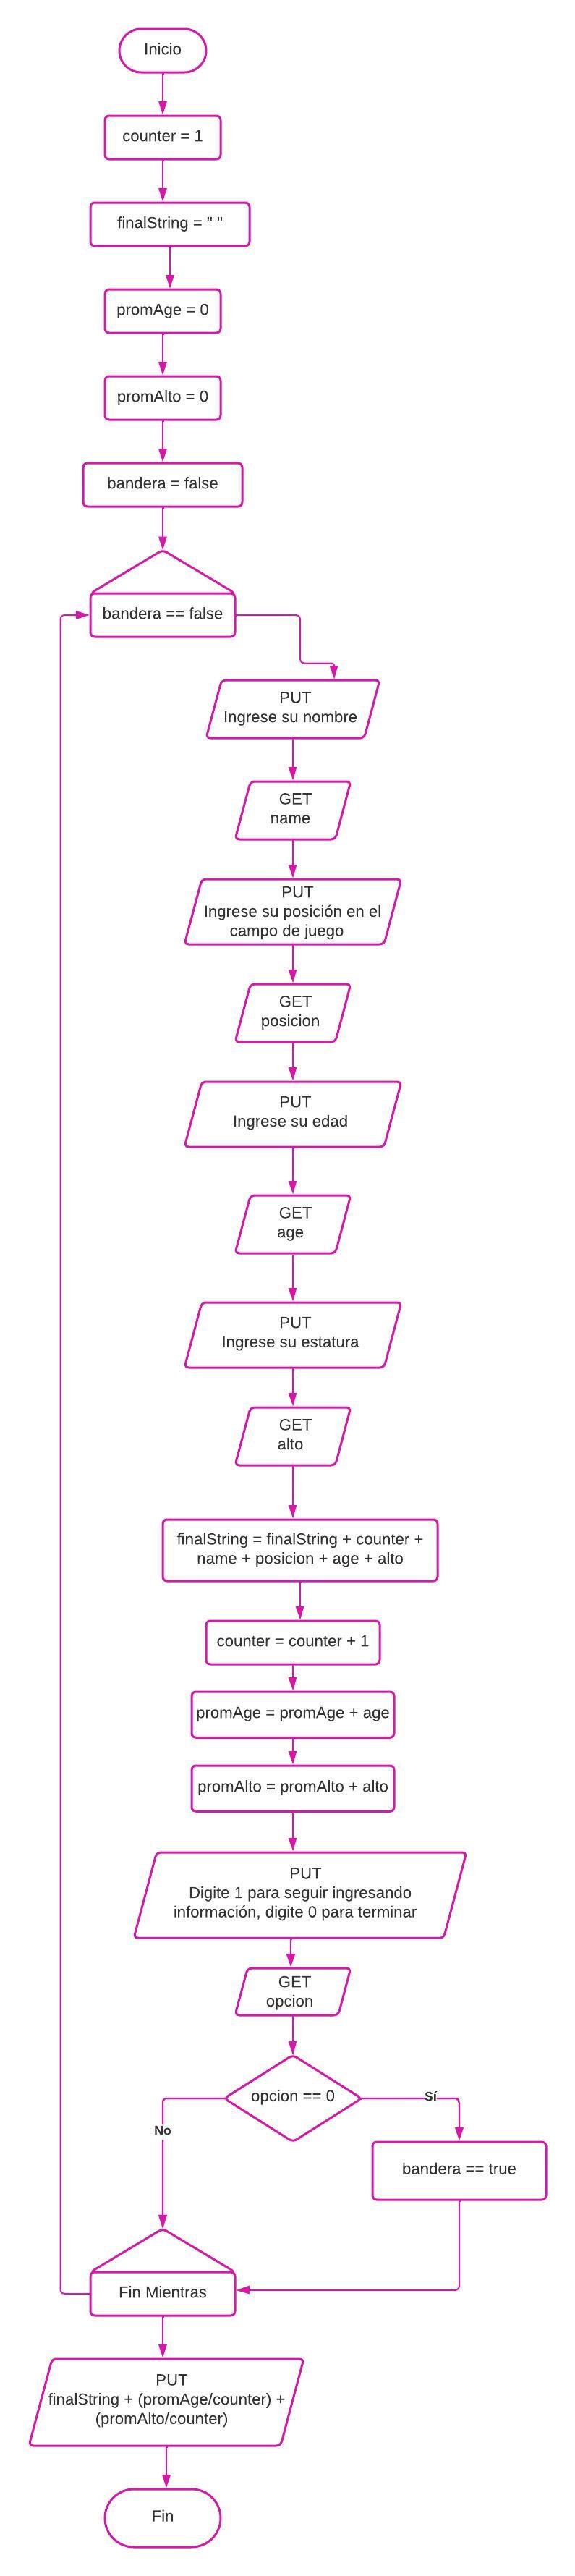 Inicio
counter = 1
finalString = " "
promAge = 0
promAlto = 0
bandera = false
bandera == false
PUT
Ingrese su nombre
GET
name
PUT
Ingrese su posición en el
campo de juego
GET
posicion
PUT
Ingrese su edad
GET
age
PUT
Ingrese su estatura
GET
alto
finalString = finalString + counter +
name + posicion + age + alto
counter = counter + 1
promAge = promAge + age
promAlto = promAlto + alto
PUT
Digite 1 para seguir ingresando
información, digite 0 para terminar
GET
opcion
opcion == 0
Sí
No
bandera == true
Fin Mientras
PUT
finalString + (promAge/counter) +
(promAlto/counter)
Fin